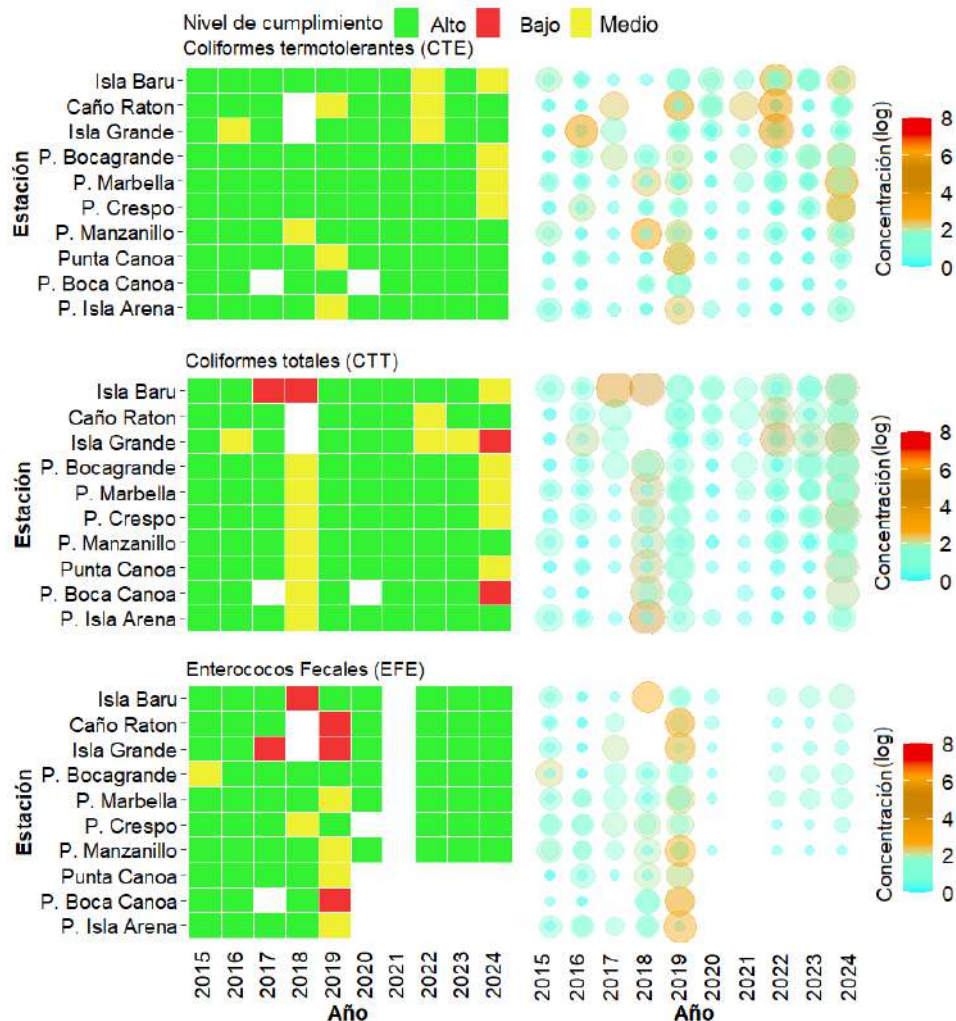 Nivel de cumplimiento Alto Bajo Medio
Coliformes termotolerantes (CTE)
Estación
Isla Baru
Caño Raton
Isla Grande
P. Bocagrande
P. Marbella
P. Crespo
P. Manzanillo
Punta Canoa
P. Boca Canoa
P. Isla Arena
Concentración (log)
8
6
4
2
0
Coliformes totales (CTT)
Estación
Isla Baru
Caño Raton
Isla Grande
P. Bocagrande
P. Marbella
P. Crespo
P. Manzanillo
Punta Canoa
P. Boca Canoa
P. Isla Arena
Concentración (log)
8
6
4
2
0
Enterococos Fecales (EFE)
Estación
Isla Baru
Caño Raton
Isla Grande
P. Bocagrande
P. Marbella
P. Crespo
P. Manzanillo
Punta Canoa
P. Boca Canoa
P. Isla Arena
Concentración (log)
8
6
4
2
0
2015 2016 2017 2018 2019 2020 2021 2022 2023 2024
Año
2015 2016 2017 2018 2019 2020 2021 2022 2023 2024
Año